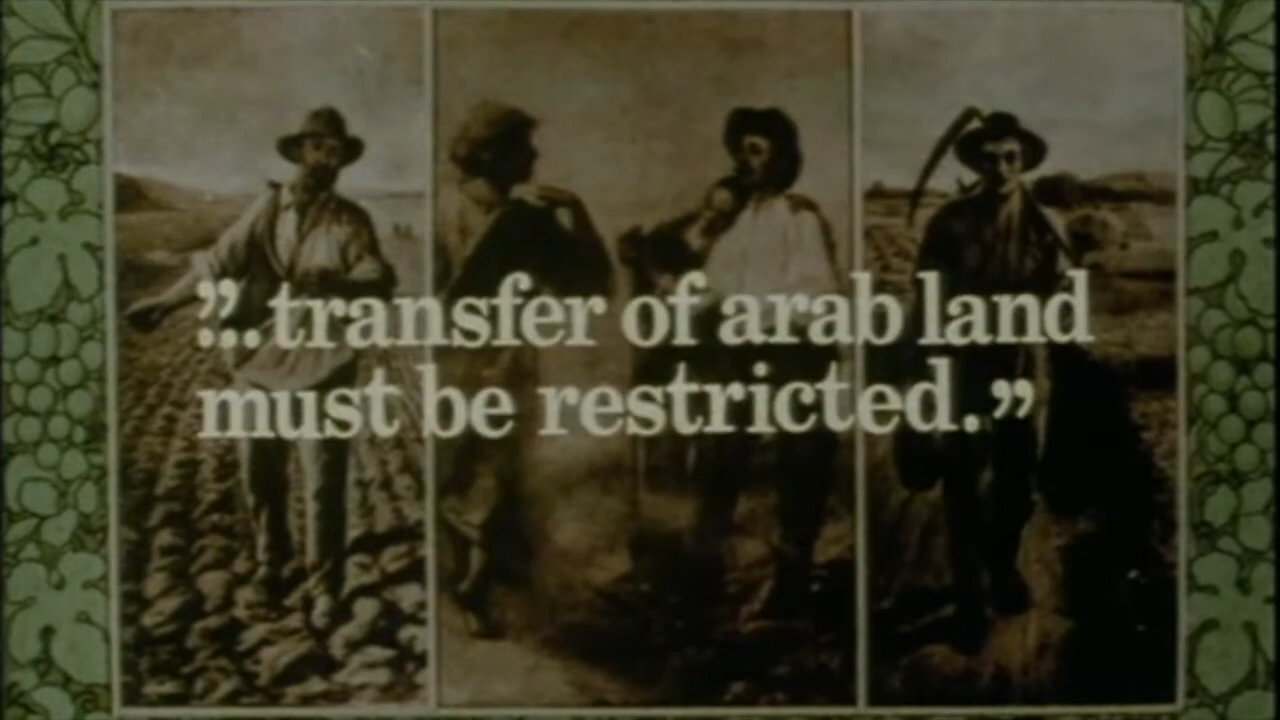 ”...transfer of arab land
must be restricted.”